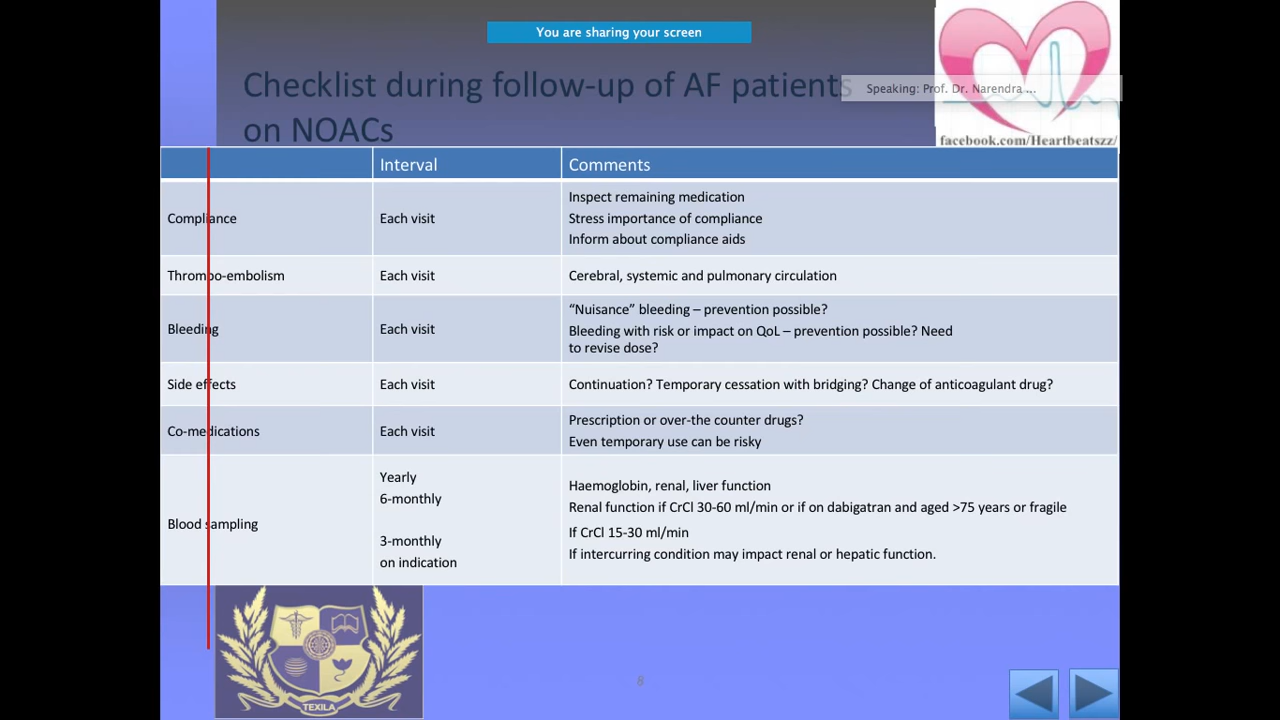 You are sharing your screen
Checklist during follow-up of AF patients
on NOACs
Speaking: Prof. Dr. Narendra ...
facebook.com/Heartbeatszz/
Interval
Comments
Compliance
Each visit
Inspect remaining medication
Stress importance of compliance
Inform about compliance aids
Thrombo-embolism
Each visit
Cerebral, systemic and pulmonary circulation
Bleeding
Each visit
“Nuisance” bleeding – prevention possible?
Bleeding with risk or impact on QoL – prevention possible? Need
to revise dose?
Side effects
Each visit
Continuation? Temporary cessation with bridging? Change of anticoagulant drug?
Co-medications
Each visit
Prescription or over-the counter drugs?
Even temporary use can be risky
Blood sampling
Yearly
6-monthly
3-monthly
on indication
Haemoglobin, renal, liver function
Renal function if CrCl 30-60 ml/min or if on dabigatran and aged >75 years or fragile
If CrCl 15-30 ml/min
If intercurring condition may impact renal or hepatic function.
TEXILA
8